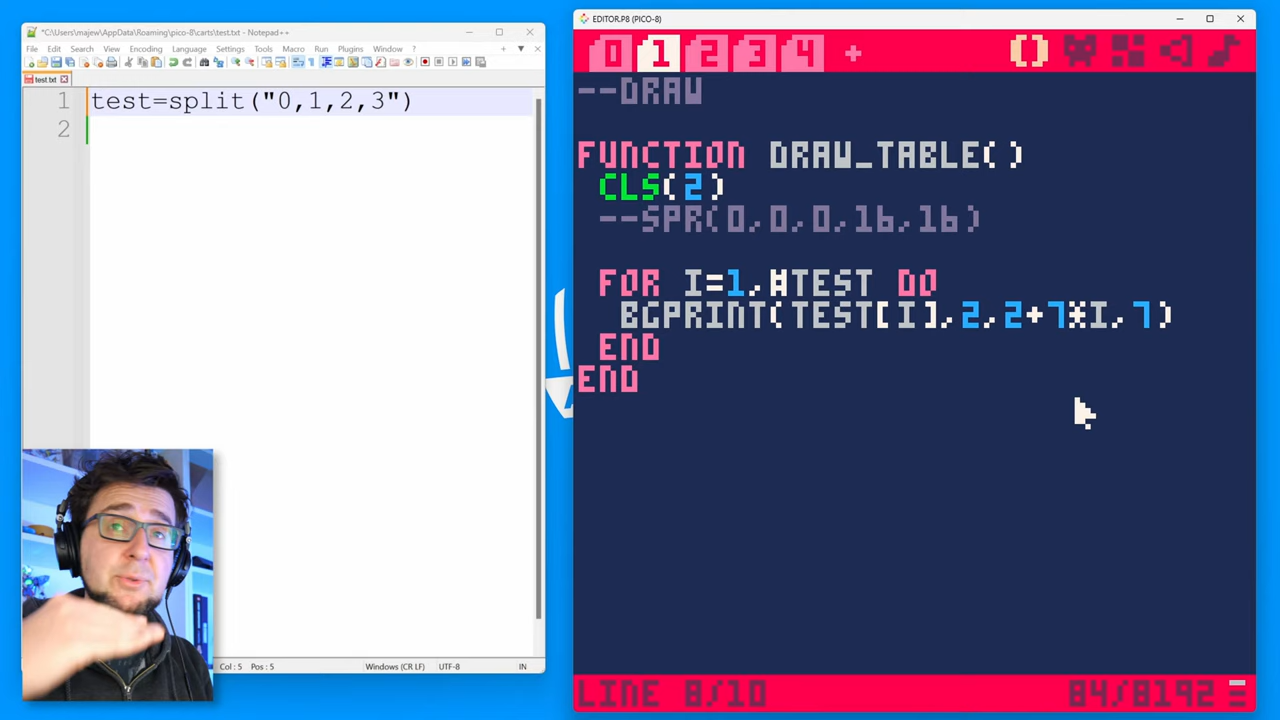 *C:\Users\majew\AppData\Roaming\pico-8\carts\test.txt - Notepad++
File Edit Search View Encoding Language Settings Tools Macro Run Plugins Window ?
test.txt
1 test=split("0,1,2,3")
2
Col : 5 Pos : 5 Windows (CR LF) UTF-8 IN
EDITOR.P8 (PICO-8)
0 1 2 3 4 +
--DRAW
FUNCTION DRAW_TABLE()
CLS(2)
--SPR(0,0,0,16,16)
FOR I=1,#TEST DO
BGPRINT(TEST[I],2,2+7*I,7)
END
END
LINE 8/10 84/8192